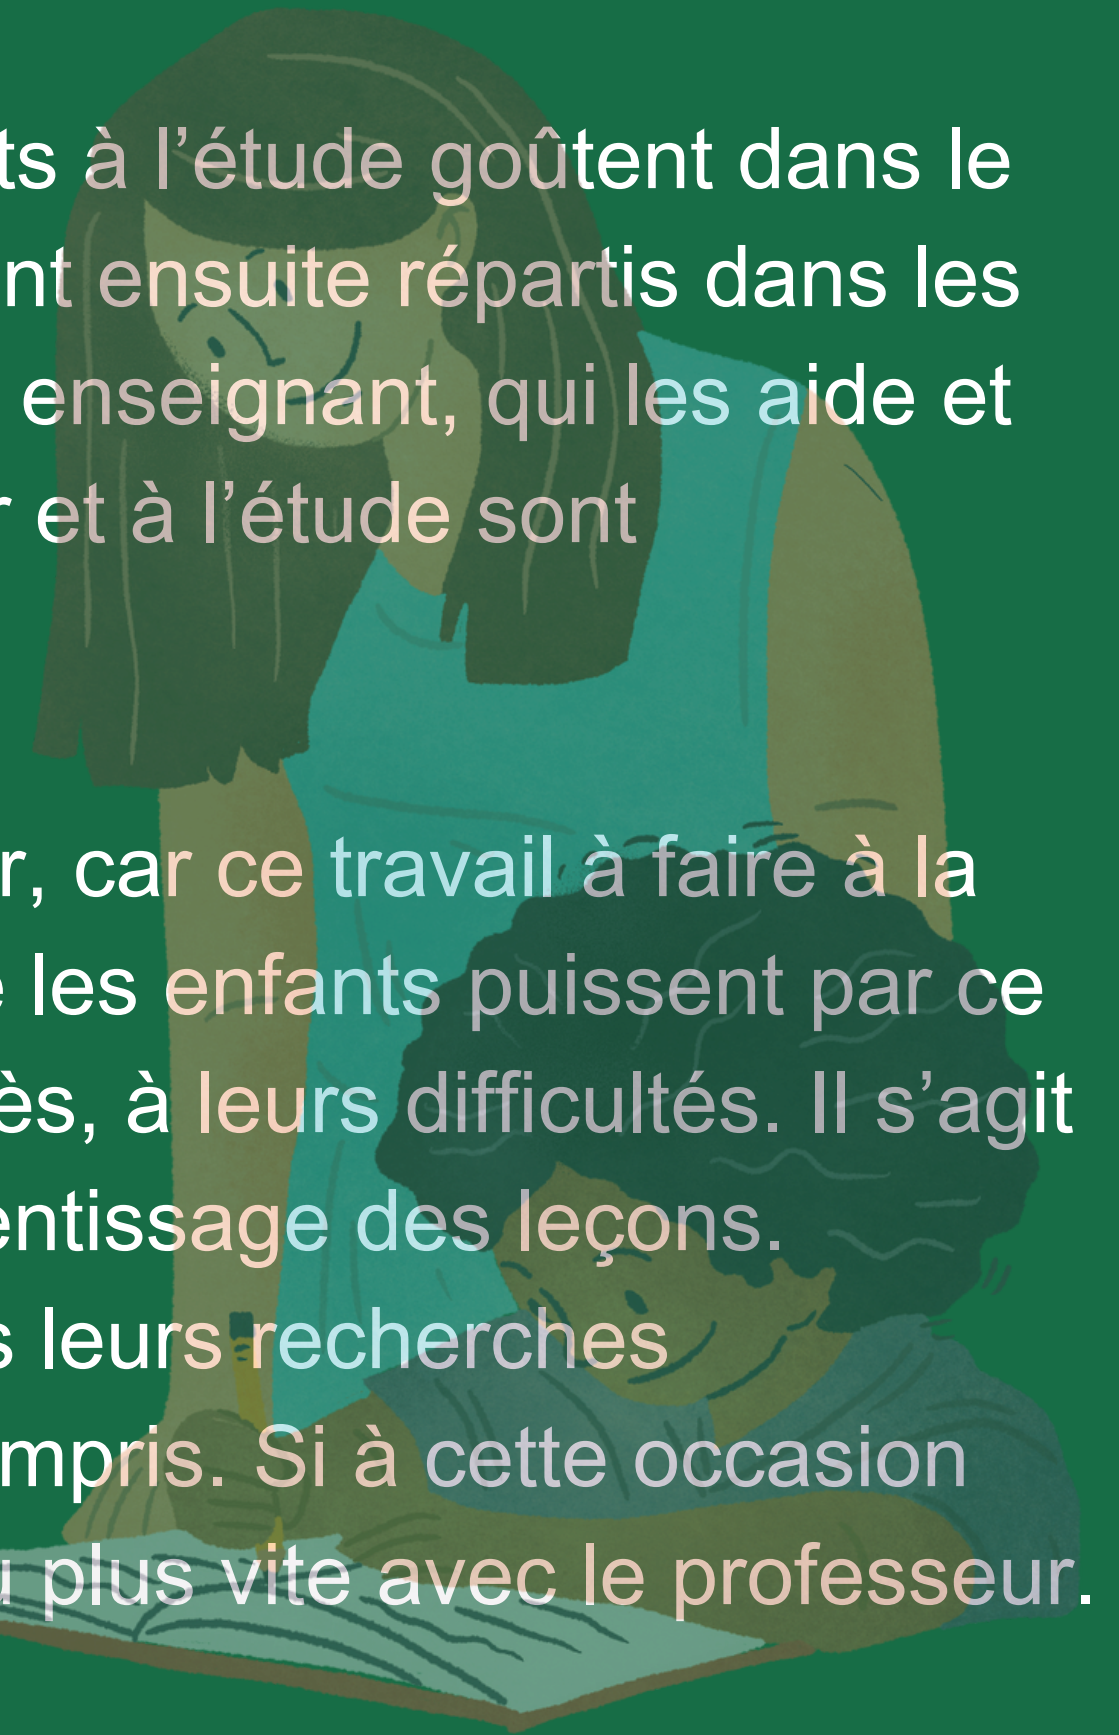 ts à l’étude goûtent dans le
nt ensuite répartis dans les
enseignant, qui les aide et
r et à l’étude sont
r, car ce travail à faire à la
e les enfants puissent par ce
ès, à leurs difficultés. Il s’agit
entissage des leçons.
s leurs recherches
mpris. Si à cette occasion
u plus vite avec le professeur.